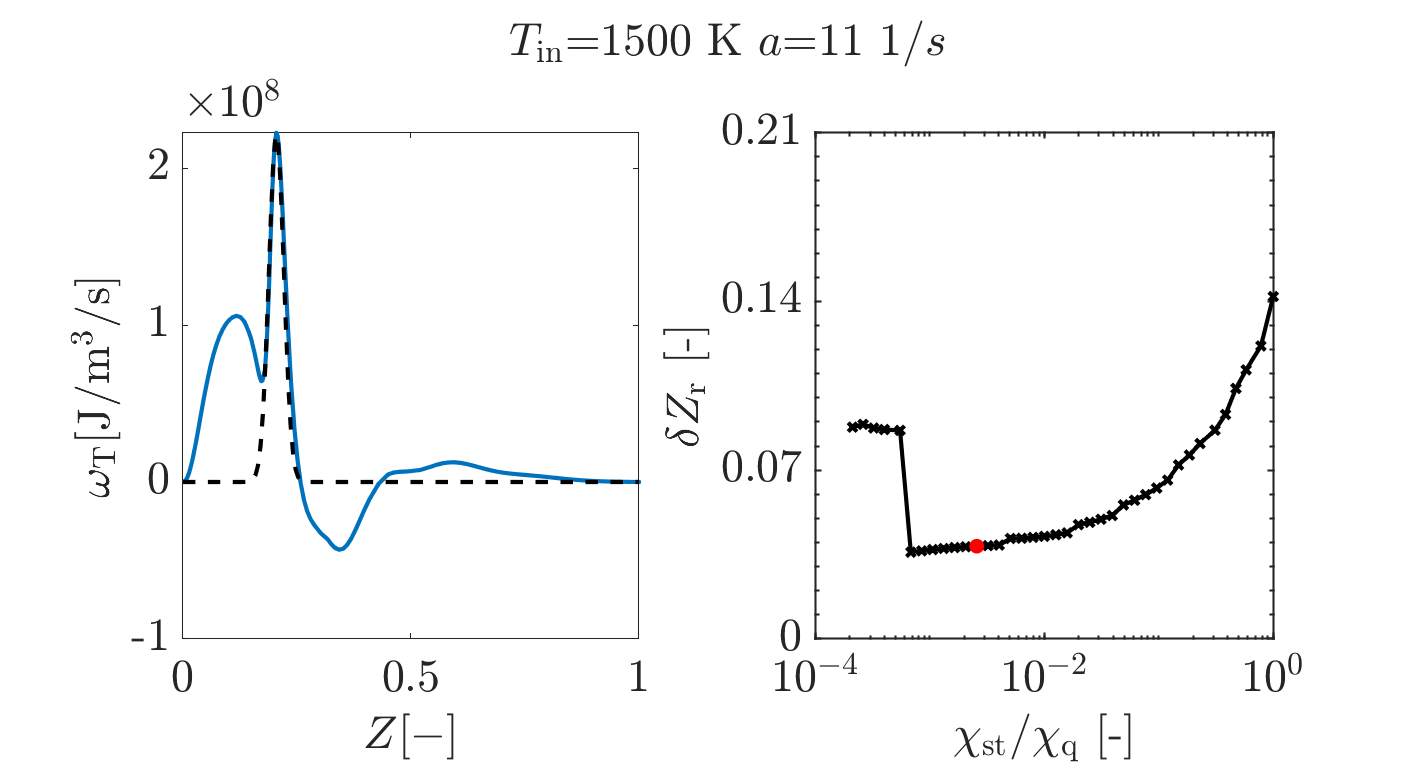 T_in=1500 K a=11 1/s
×10^8
2
1
0
-1
0 0.5 1
Z[−]
ω_T[J/m^3/s]
0.21
0.14
0.07
0
10^−4 10^−2 10^0
χ_st/χ_q [-]
δZ_r [-]